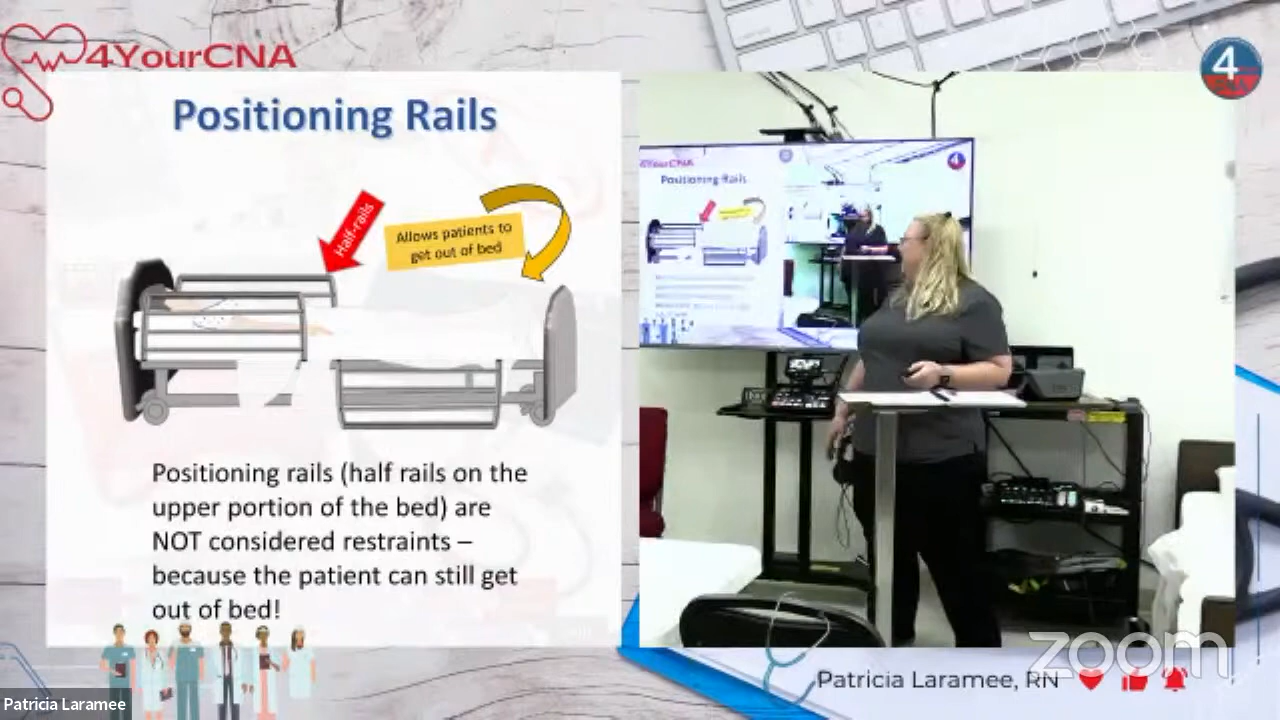 4YourCNA
4
Positioning Rails
Half-rails
Allows patients to
get out of bed
Positioning rails (half rails on the
upper portion of the bed) are
NOT considered restraints –
because the patient can still get
out of bed!
4YourCNA
Positioning Rails
4
zoom
Patricia Laramee, RN
Patricia Laramee